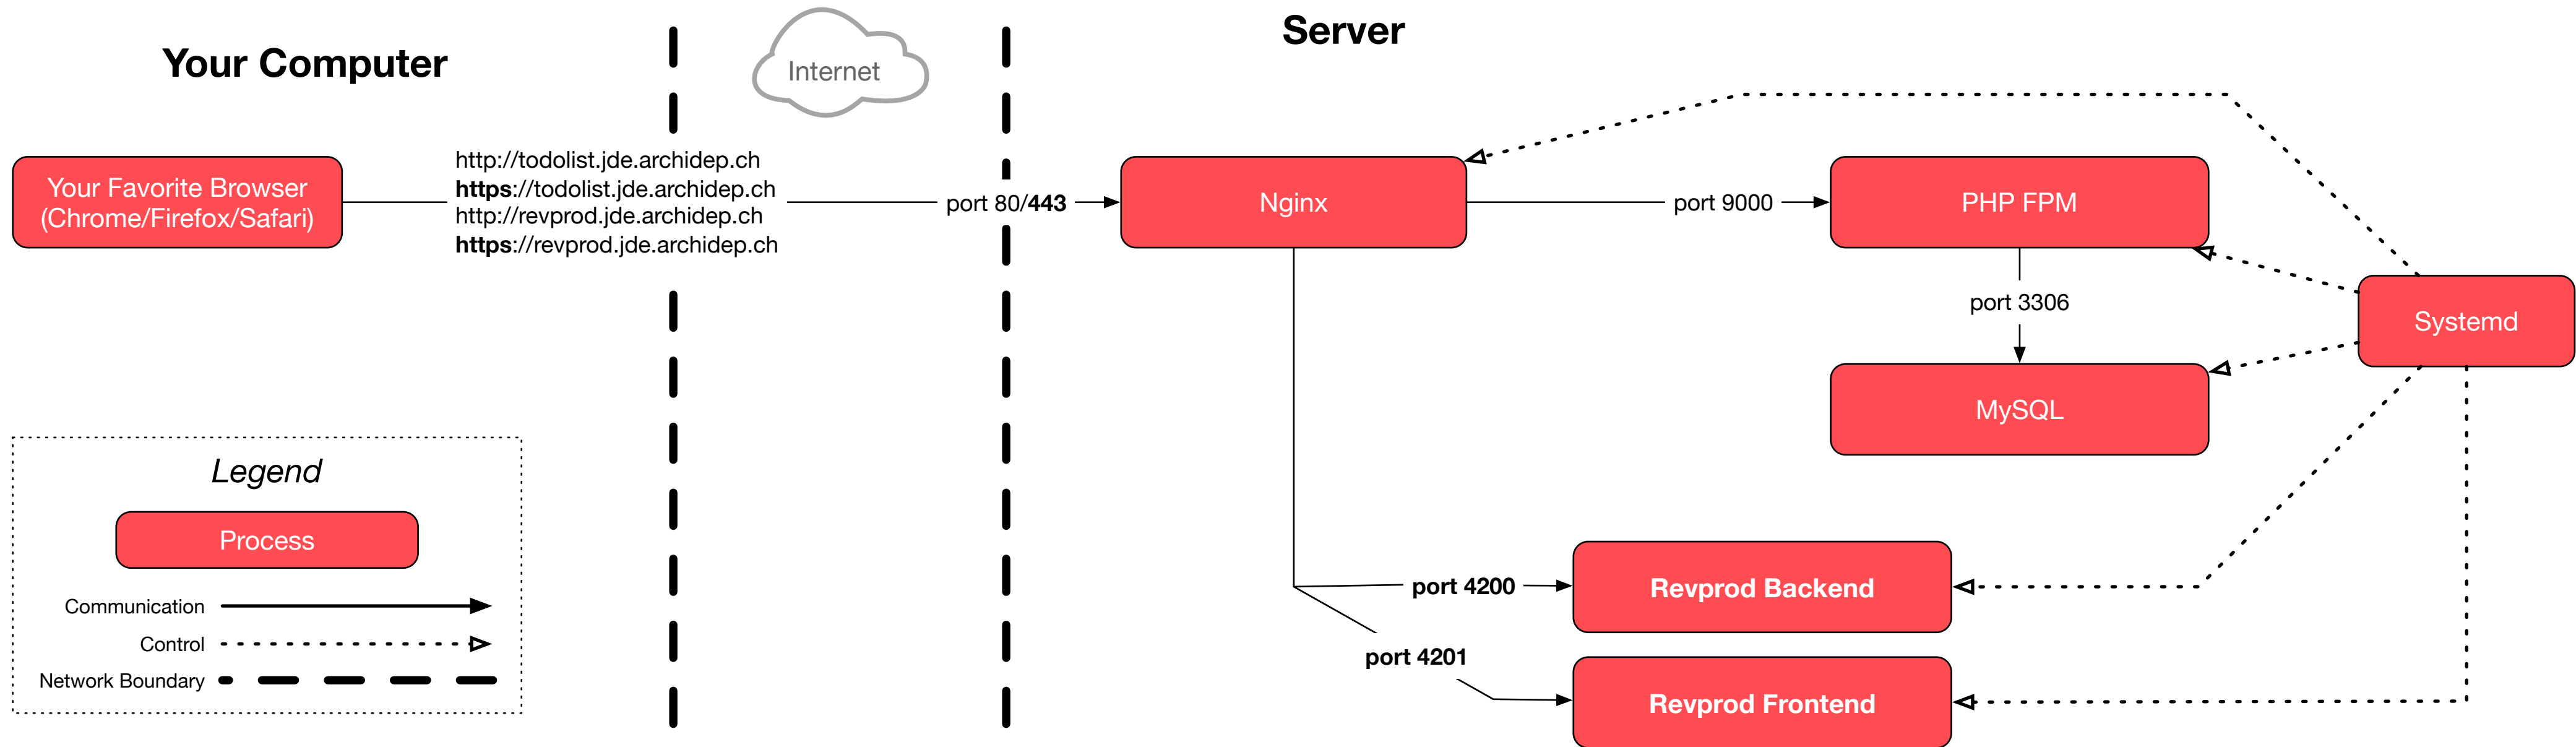 Your Computer
Internet
Server
Your Favorite Browser
(Chrome/Firefox/Safari)
http://todolist.jde.archidep.ch
https://todolist.jde.archidep.ch
http://revprod.jde.archidep.ch
https://revprod.jde.archidep.ch
port 80/443
Nginx
port 9000
PHP FPM
port 3306
Systemd
MySQL
port 4200
Revprod Backend
port 4201
Revprod Frontend
Legend
Process
Communication
Control
Network Boundary